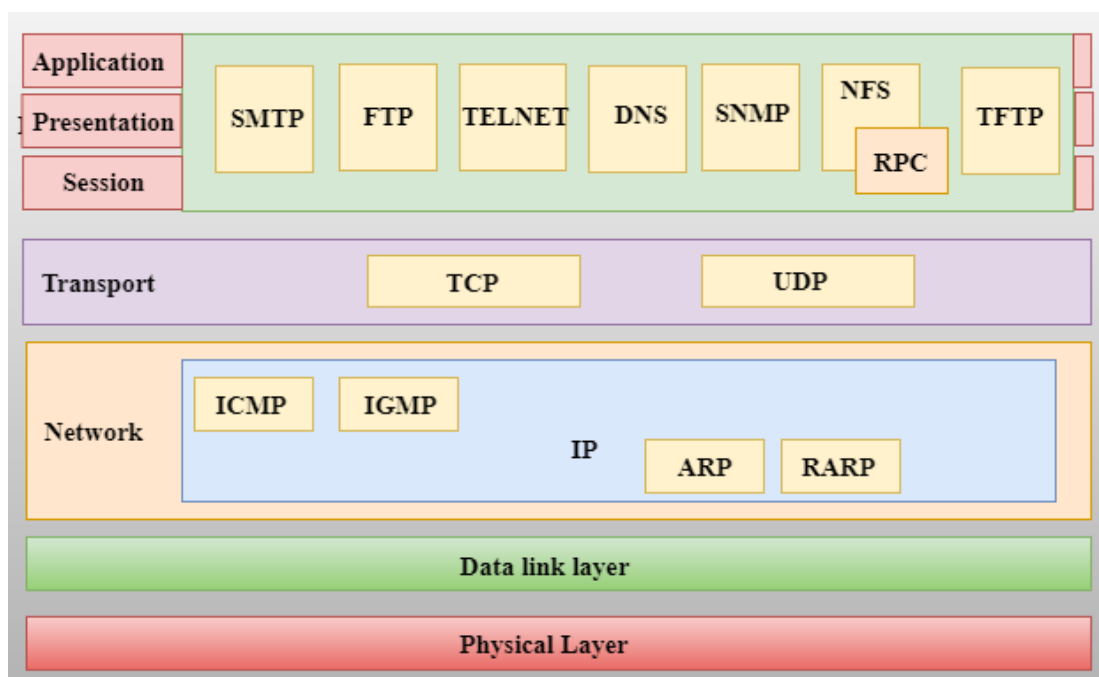 Application
Presentation
Session
SMTP
FTP
TELNET
DNS
SNMP
NFS
RPC
TFTP
Transport
TCP
UDP
Network
ICMP
IGMP
IP
ARP
RARP
Data link layer
Physical Layer